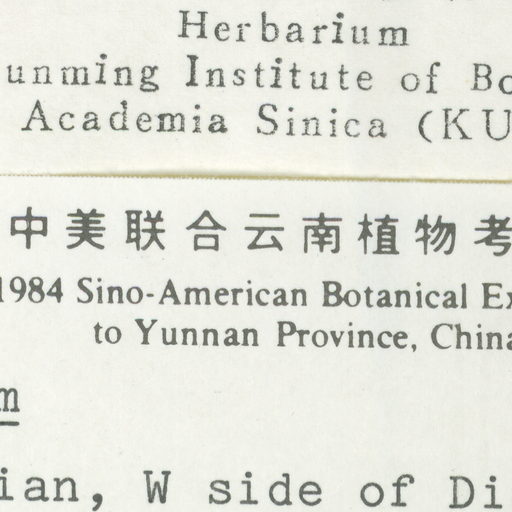 Herbarium
unming Institute of Bo
Academia Sinica (KU
中美联合云南植物考
1984 Sino-American Botanical Ex
to Yunnan Province, China
m
ian, W side of Di